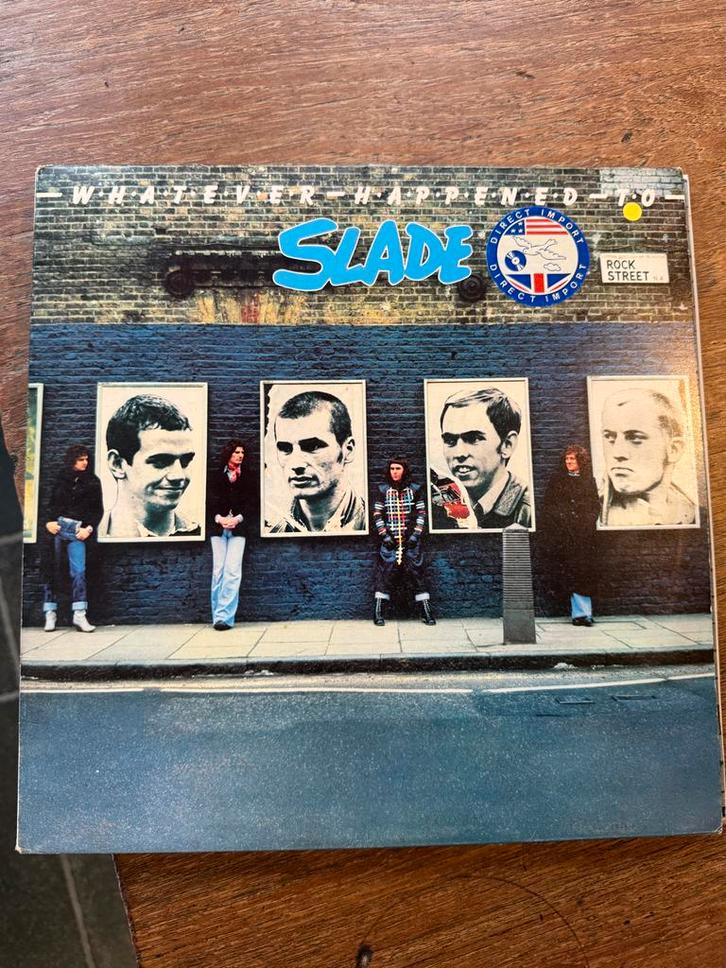 WHATEVER HAPPENED TO
SLADE
DIRECT IMPORT
DIRECT IMPORT
ROCK
STREET